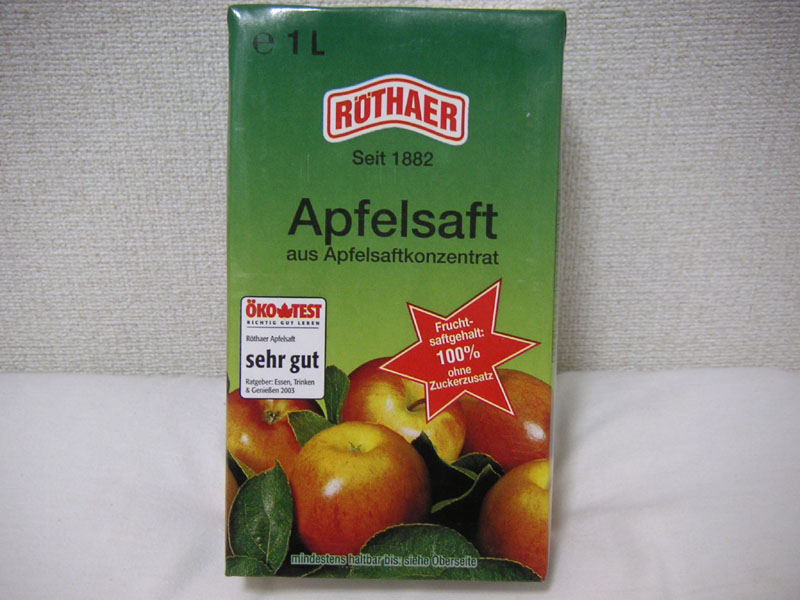 ℮ 1 L
RÖTHAER
Seit 1882
Apfelsaft
aus Apfelsaftkonzentrat
ÖKO TEST
RICHTIG GUT LEBEN
Röthaer Apfelsaft
sehr gut
Ratgeber: Essen, Trinken
& Genießen 2003
Frucht-
saftgehalt:
100%
ohne
Zuckerzusatz
mindestens haltbar bis: siehe Oberseite